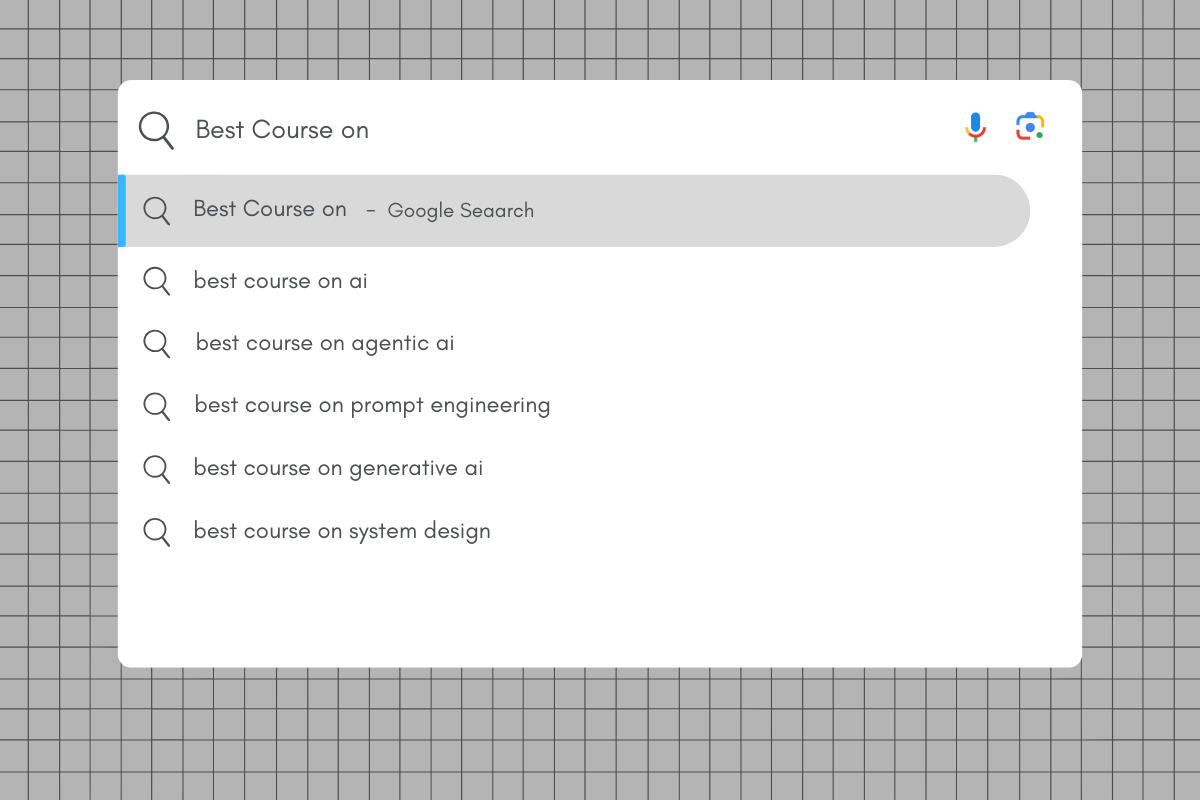 Best Course on
Best Course on - Google Seaarch
best course on ai
best course on agentic ai
best course on prompt engineering
best course on generative ai
best course on system design